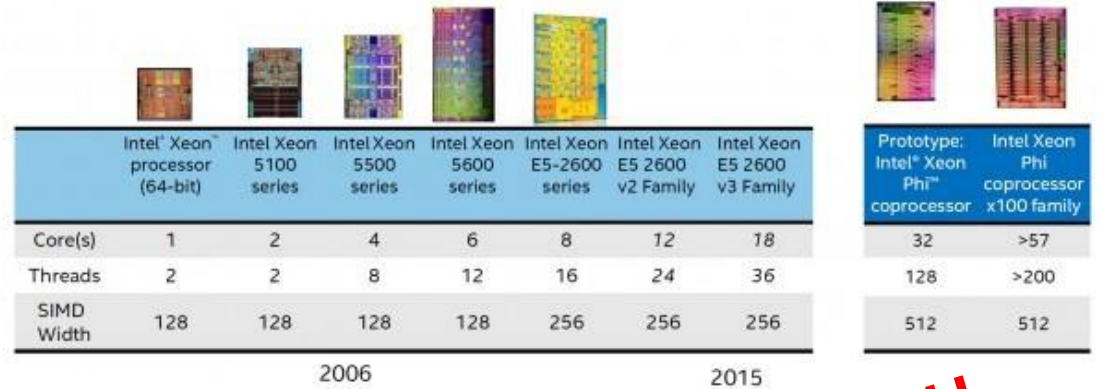 Intel® Xeon™ processor (64-bit)
Intel Xeon 5100 series
Intel Xeon 5500 series
Intel Xeon 5600 series
Intel Xeon E5-2600 series
Intel Xeon E5 2600 v2 Family
Intel Xeon E5 2600 v3 Family
Prototype: Intel® Xeon Phi™ coprocessor
Intel Xeon Phi coprocessor x100 family
Core(s) 1 2 4 6 8 12 18 32 >57
Threads 2 2 8 12 16 24 36 128 >200
SIMD Width 128 128 128 128 256 256 256 512 512
2006 2015